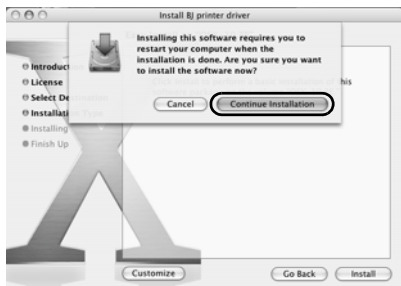 Install BJ printer driver
Installing this software requires you to
restart your computer when the
installation is done. Are you sure you want
to install the software now?
Cancel
Continue Installation
Introduct
License
Select De
Installati
Installing
Finish Up
Customize
Go Back
Install